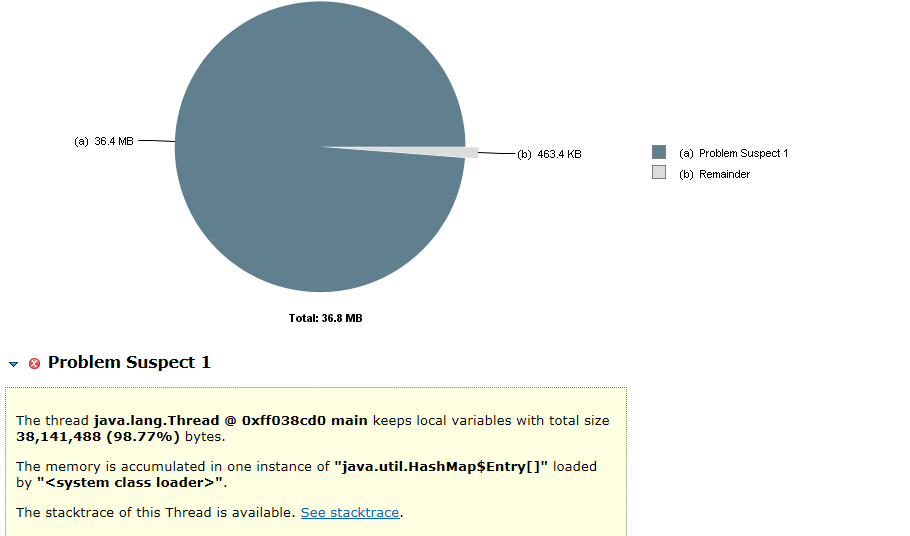 (a) 36.4 MB
(b) 463.4 KB
(a) Problem Suspect 1
(b) Remainder
Total: 36.8 MB
Problem Suspect 1
The thread java.lang.Thread @ 0xff038cd0 main keeps local variables with total size
38,141,488 (98.77%) bytes.
The memory is accumulated in one instance of "java.util.HashMap$Entry[]" loaded
by "<system class loader>".
The stacktrace of this Thread is available. See stacktrace.